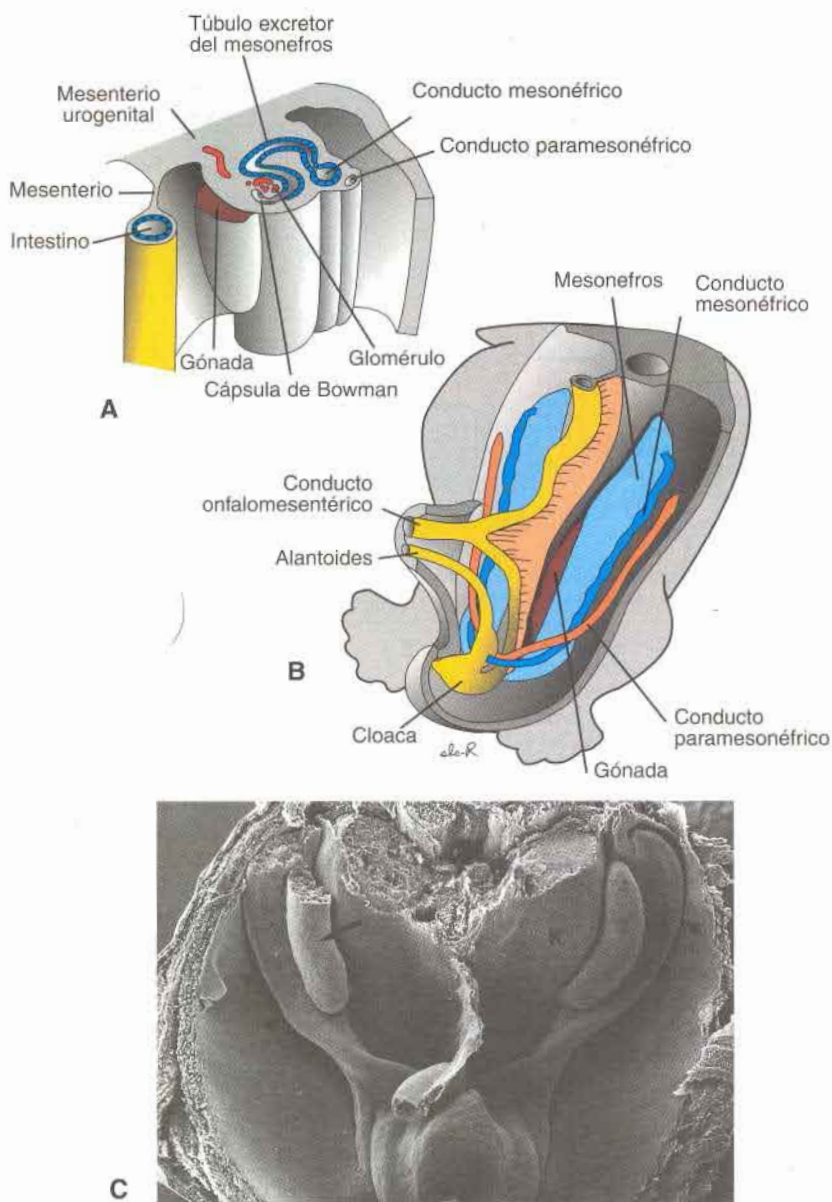 Túbulo excretor
del mesonefros
Mesenterio
urogenital
Conducto mesonéfrico
Conducto paramesonéfrico
Mesenterio
Intestino
Gónada
Glomérulo
Cápsula de Bowman
A
Mesonefros
Conducto
mesonéfrico
Conducto
onfalomesentérico
Alantoides
B
Cloaca
Conducto
paramesonéfrico
Gónada
C